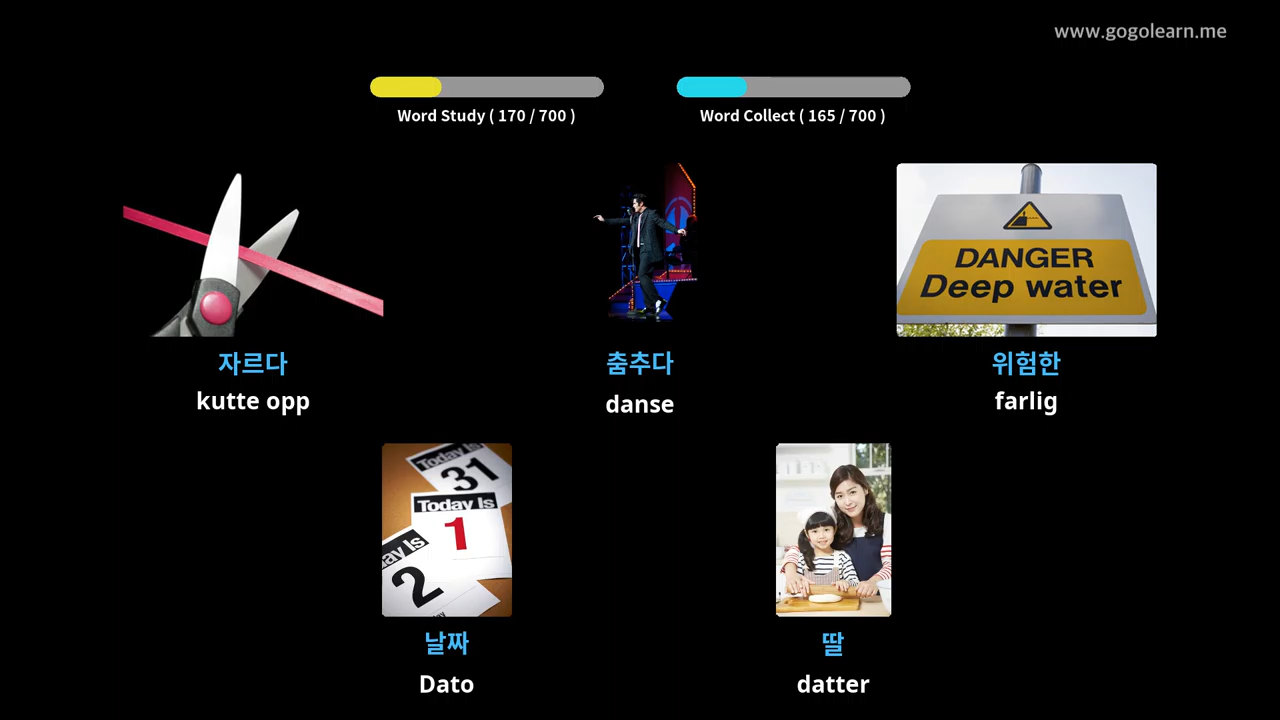 www.gogolearn.me
Word Study ( 170 / 700 )
Word Collect ( 165 / 700 )
DANGER
Deep water
자르다
춤추다
위험한
kutte opp
danse
farlig
Today Is
31
Today Is
1
ay Is
2
날짜
딸
Dato
datter